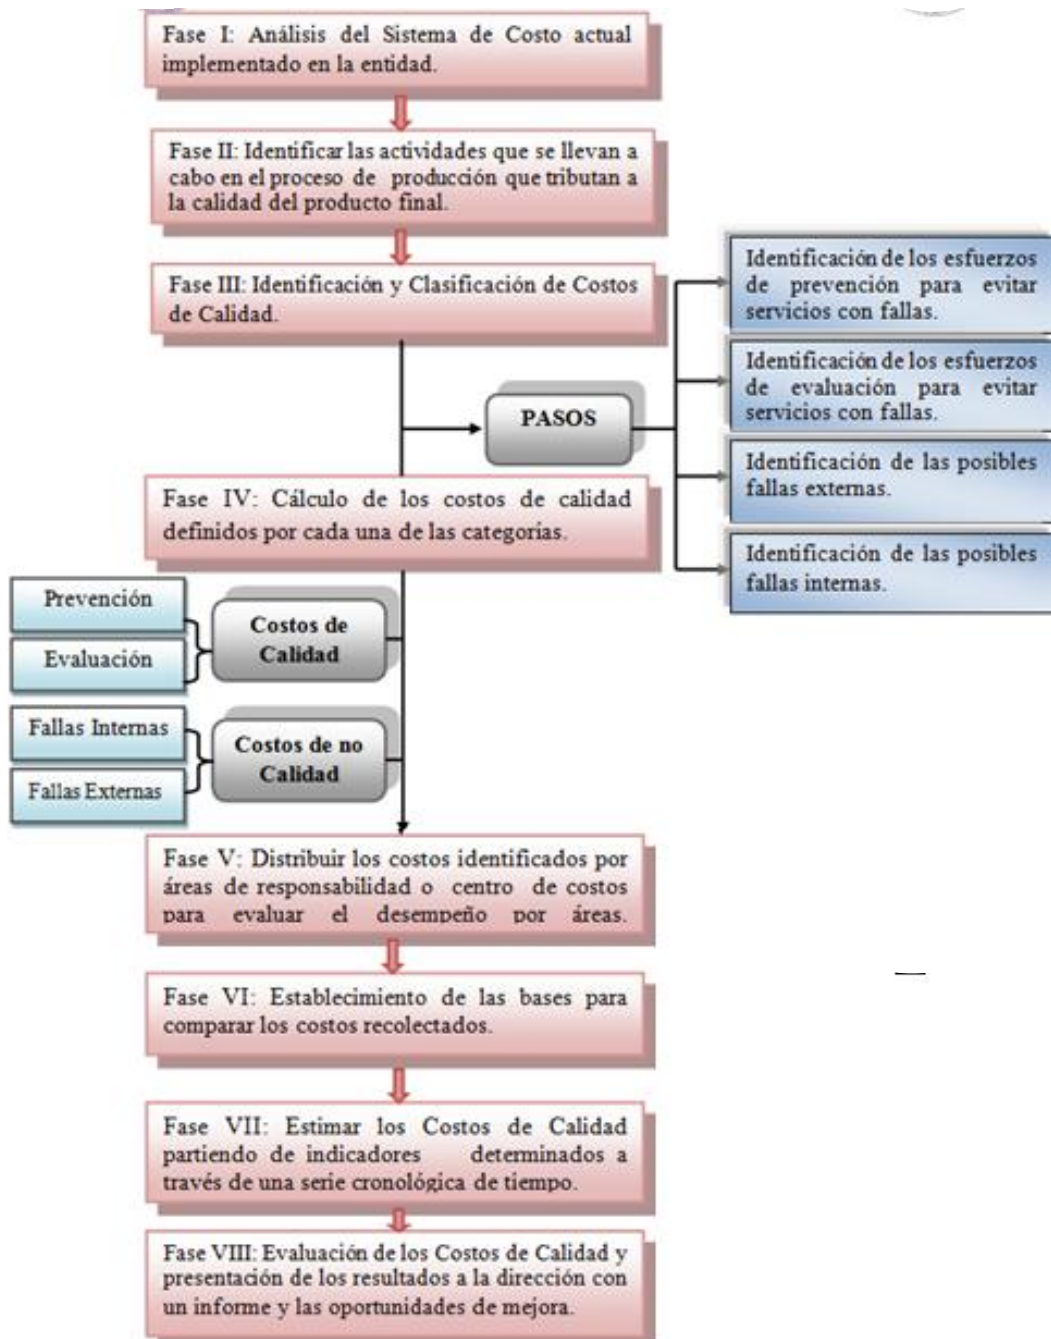 Fase I: Análisis del Sistema de Costo actual
implementado en la entidad.
Fase II: Identificar las actividades que se llevan a
cabo en el proceso de producción que tributan a
la calidad del producto final.
Fase III: Identificación y Clasificación de Costos
de Calidad.
PASOS
Identificación de los esfuerzos
de prevención para evitar
servicios con fallas.
Identificación de los esfuerzos
de evaluación para evitar
servicios con fallas.
Identificación de las posibles
fallas externas.
Identificación de las posibles
fallas internas.
Fase IV: Cálculo de los costos de calidad
definidos por cada una de las categorías.
Prevención
Evaluación
Costos de
Calidad
Fallas Internas
Fallas Externas
Costos de no
Calidad
Fase V: Distribuir los costos identificados por
áreas de responsabilidad o centro de costos
para evaluar el desempeño por áreas.
Fase VI: Establecimiento de las bases para
comparar los costos recolectados.
Fase VII: Estimar los Costos de Calidad
partiendo de indicadores determinados a
través de una serie cronológica de tiempo.
Fase VIII: Evaluación de los Costos de Calidad y
presentación de los resultados a la dirección con
un informe y las oportunidades de mejora.